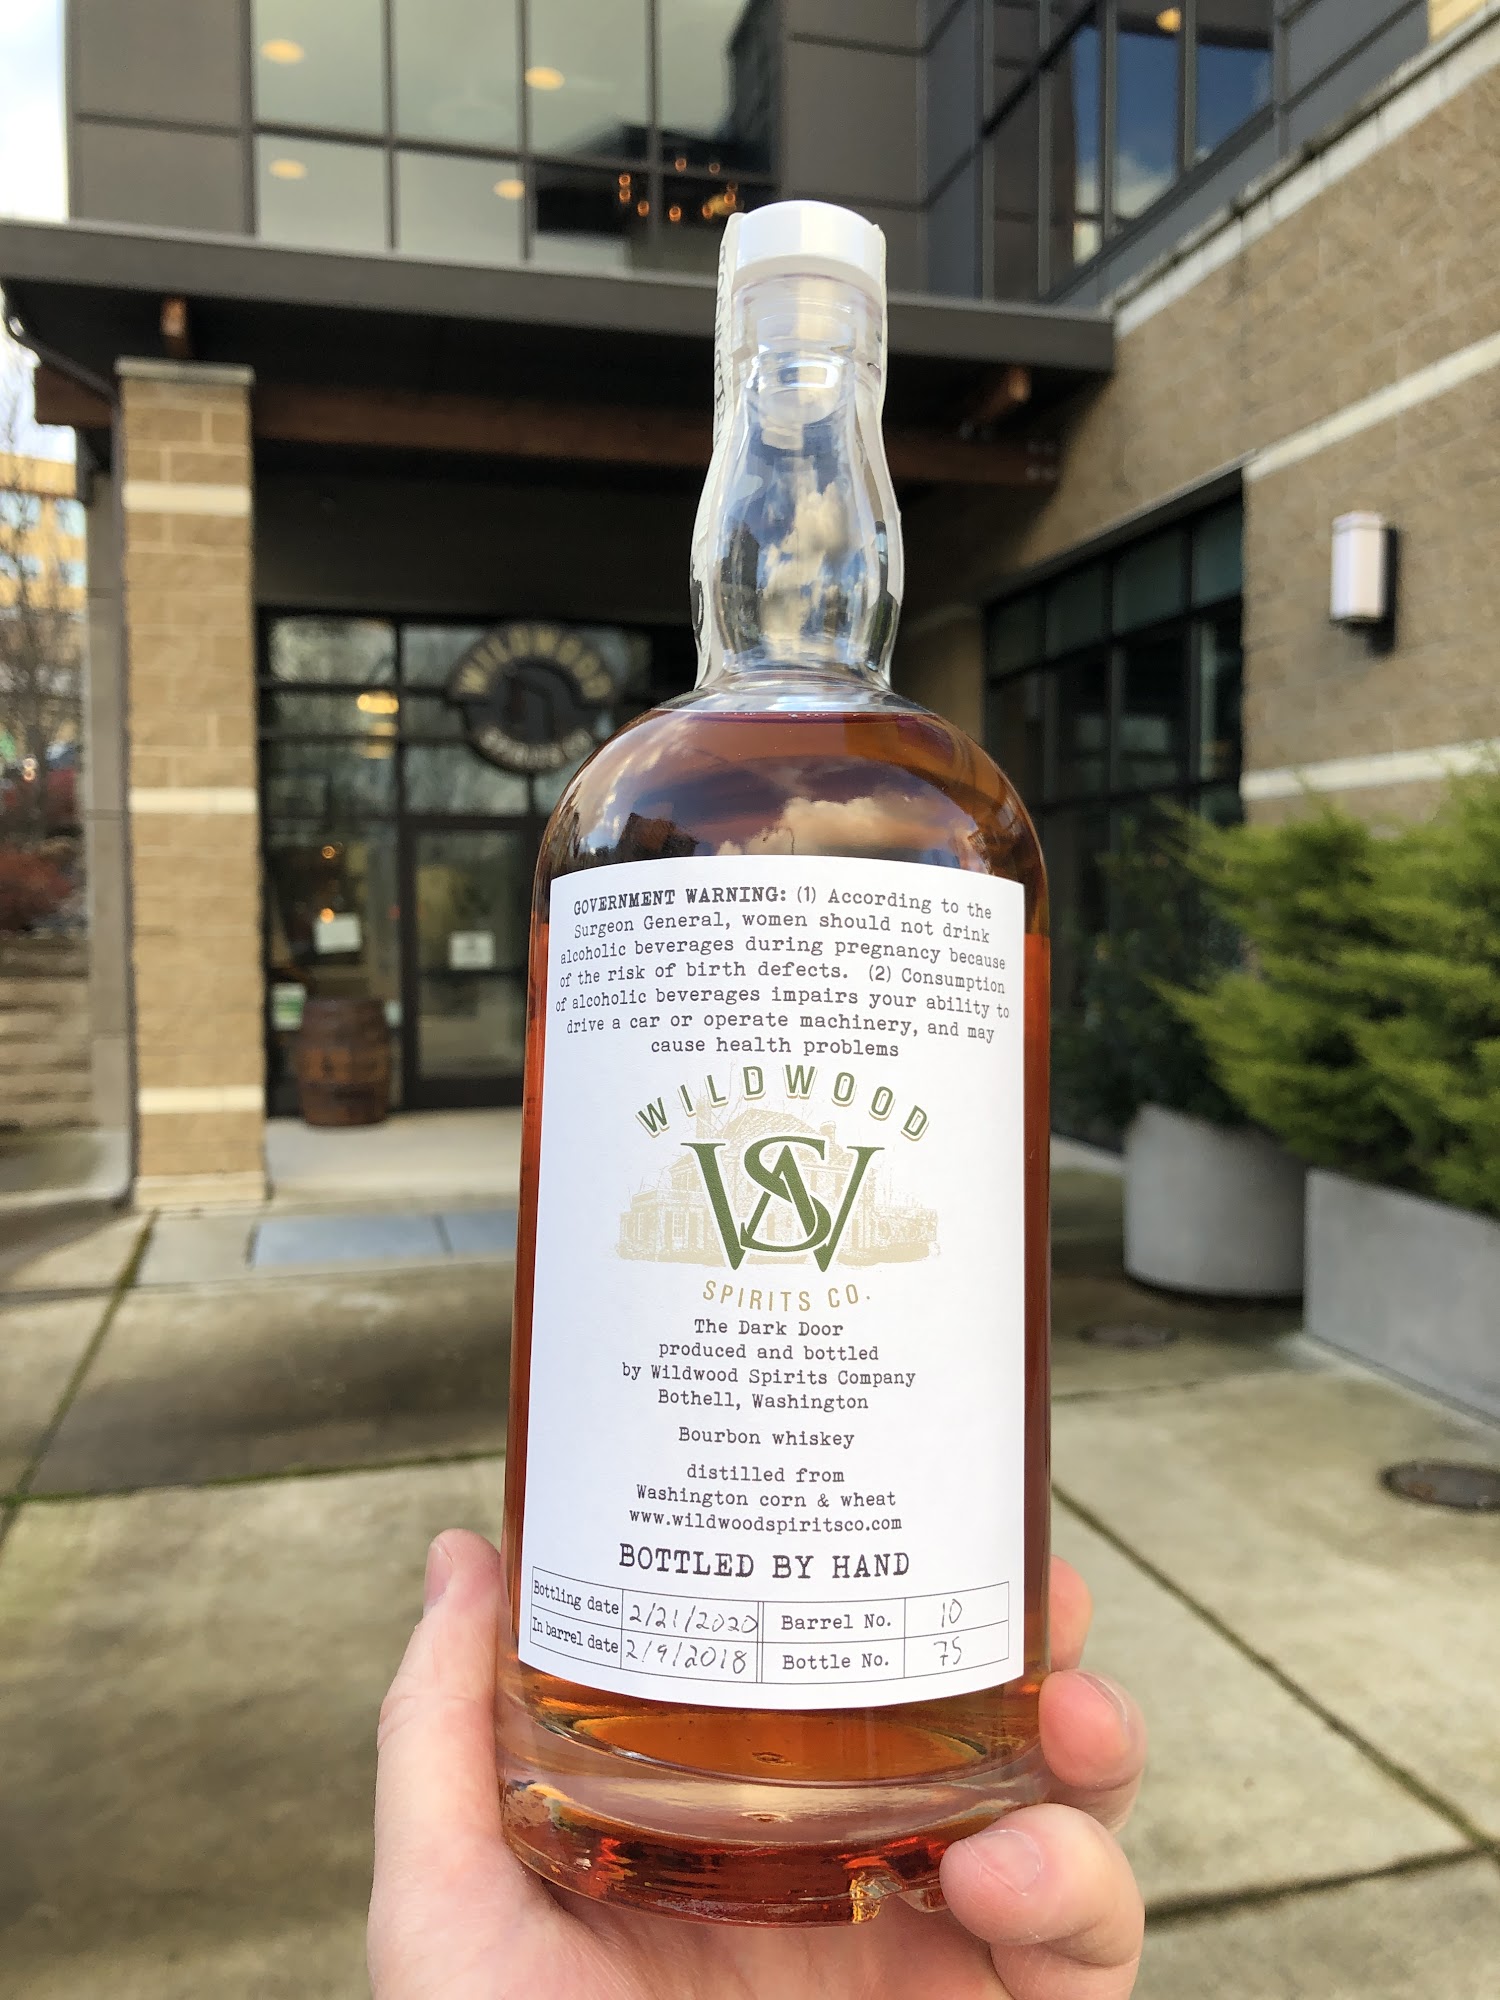 WILDWOOD
SPIRITS CO
GOVERNMENT WARNING: (1) According to the
Surgeon General, women should not drink
alcoholic beverages during pregnancy because
of the risk of birth defects. (2) Consumption
of alcoholic beverages impairs your ability to
drive a car or operate machinery, and may
cause health problems
WILDWOOD
WS
SPIRITS CO.
The Dark Door
produced and bottled
by Wildwood Spirits Company
Bothell, Washington
Bourbon whiskey
distilled from
Washington corn & wheat
www.wildwoodspiritsco.com
BOTTLED BY HAND
Bottling date 2/21/2020 Barrel No. 10
In barrel date 2/9/2018 Bottle No. 75